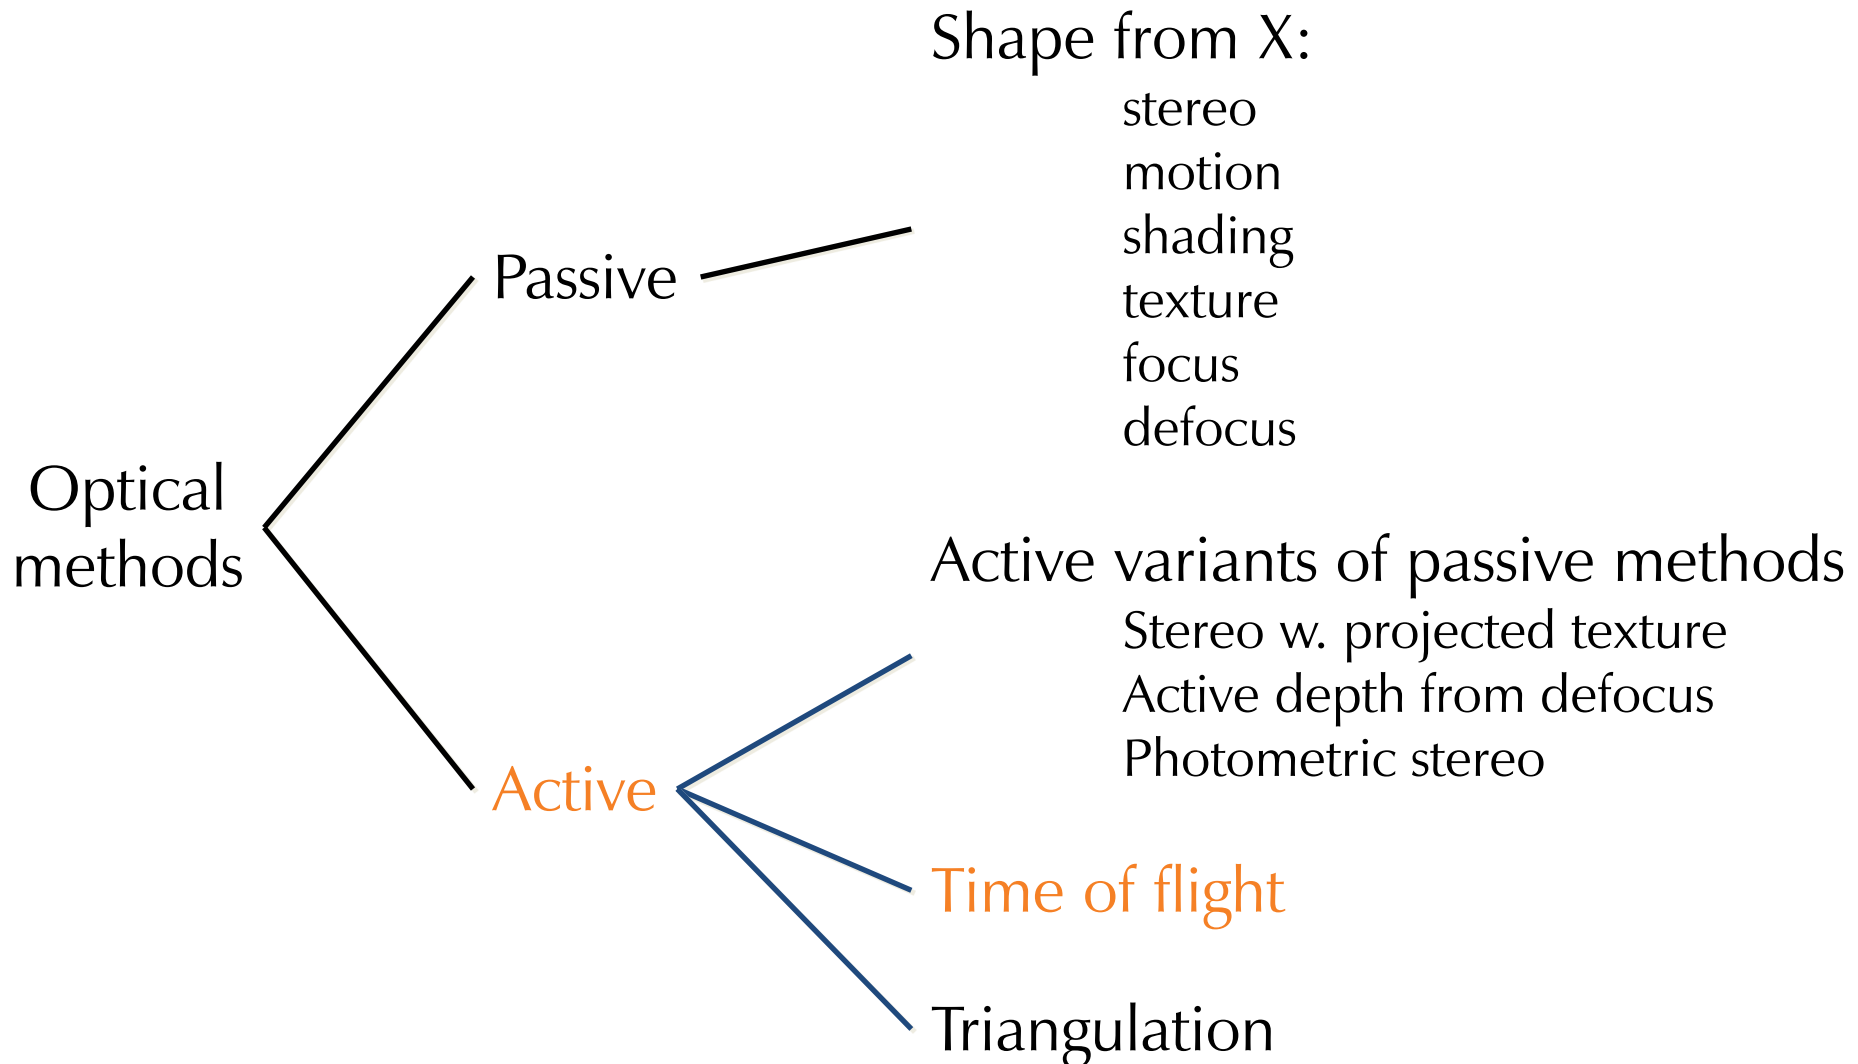 Shape from X:
stereo
motion
shading
texture
focus
defocus
Passive
Optical
methods
Active variants of passive methods
Stereo w. projected texture
Active depth from defocus
Photometric stereo
Active
Time of flight
Triangulation